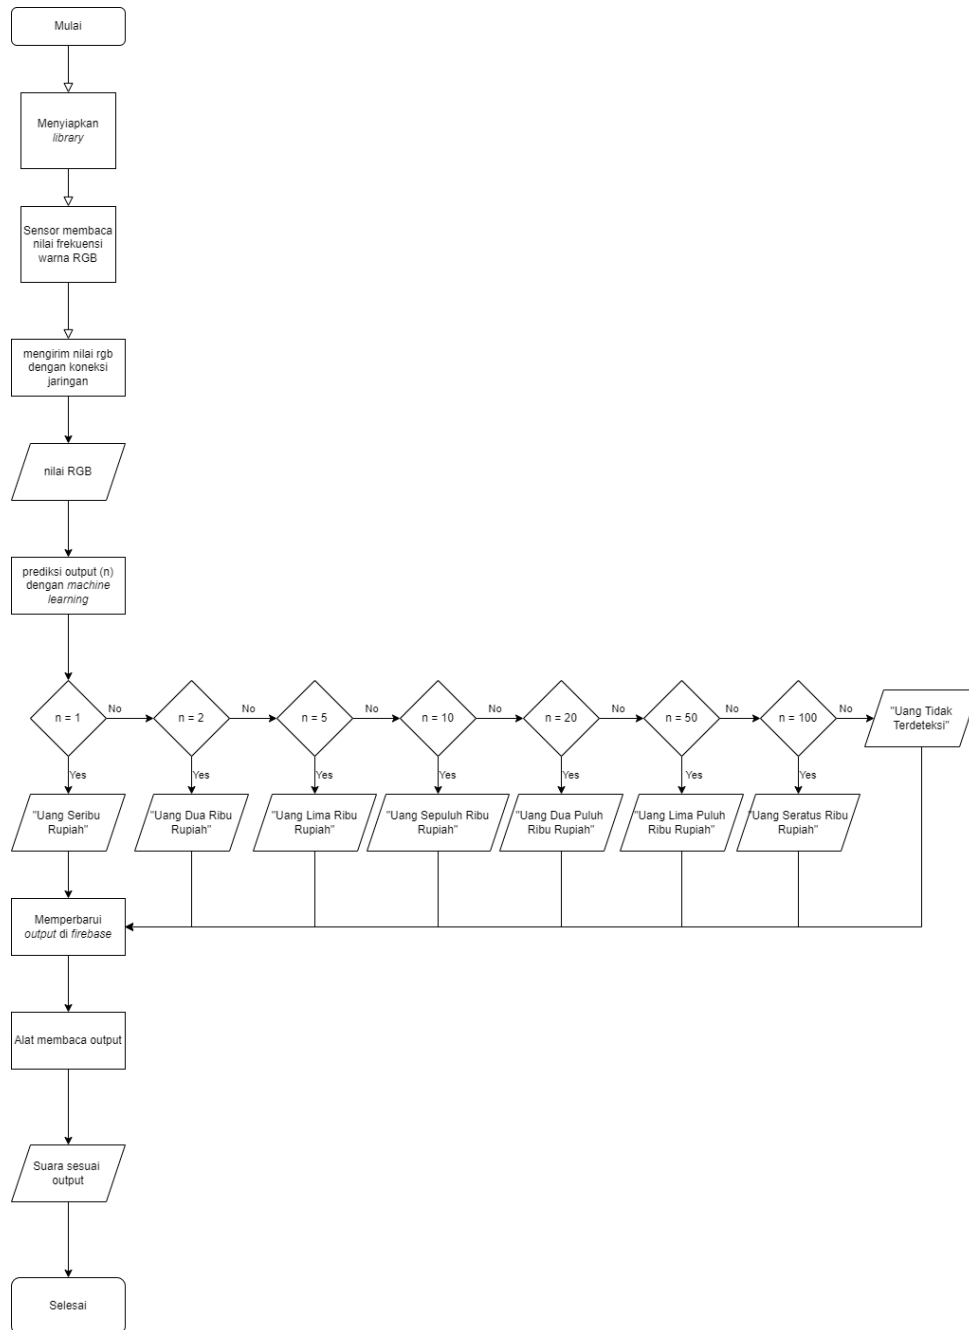 Mulai
Menyiapkan
library
Sensor membaca
nilai frekuensi
warna RGB
mengirim nilai rgb
dengan koneksi
jaringan
nilai RGB
prediksi output (n)
dengan machine
learning
n = 1
No
n = 2
No
n = 5
No
n = 10
No
n = 20
No
n = 50
No
n = 100
No
"Uang Tidak
Terdeteksi"
Yes
Yes
Yes
Yes
Yes
Yes
Yes
"Uang Seribu
Rupiah"
"Uang Dua Ribu
Rupiah"
"Uang Lima Ribu
Rupiah"
"Uang Sepuluh Ribu
Rupiah"
"Uang Dua Puluh
Ribu Rupiah"
"Uang Lima Puluh
Ribu Rupiah"
"Uang Seratus Ribu
Rupiah"
Memperbarui
output di firebase
Alat membaca output
Suara sesuai
output
Selesai